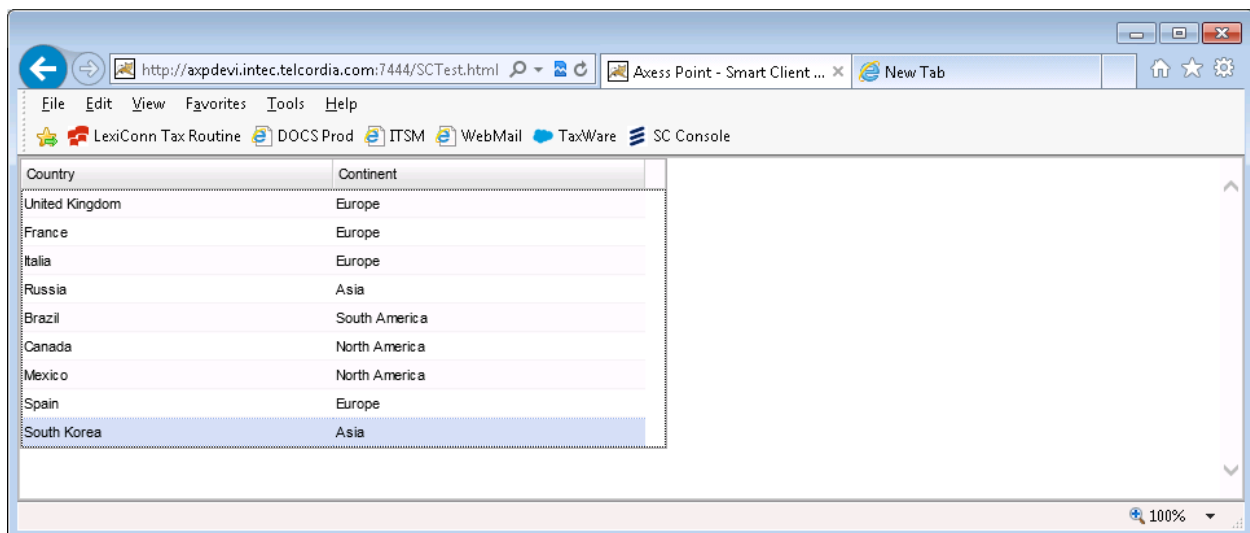 http://axpdevi.intec.telcordia.com:7444/SCTest.html Axess Point - Smart Client ... New Tab
File Edit View Favorites Tools Help
LexiConn Tax Routine DOCS Prod ITSM WebMail TaxWare SC Console
Country Continent
United Kingdom Europe
France Europe
Italia Europe
Russia Asia
Brazil South America
Canada North America
Mexico North America
Spain Europe
South Korea Asia
100%